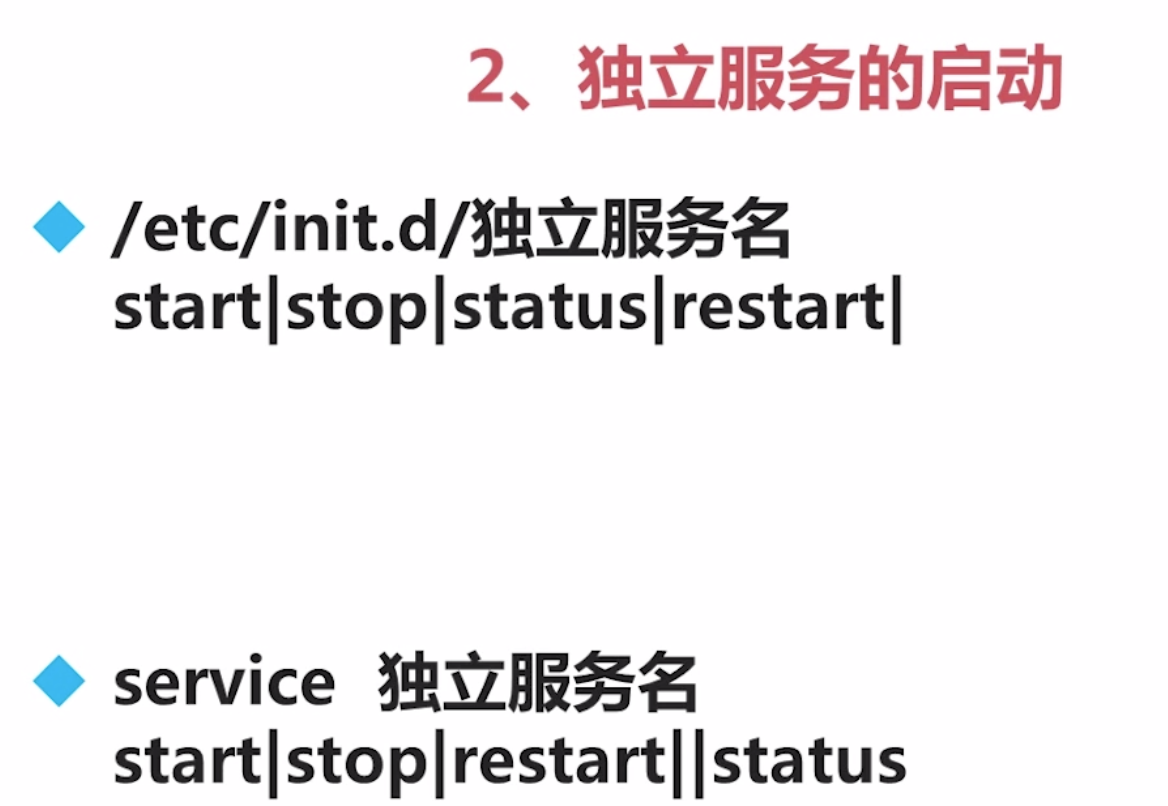 2、独立服务的启动
/etc/init.d/独立服务名
start|stop|status|restart|
service 独立服务名
start|stop|restart||status